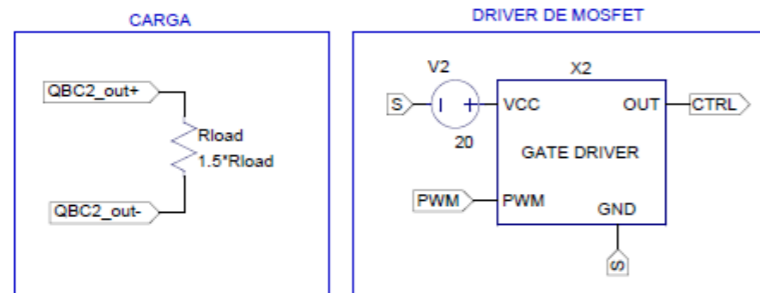 CARGA
QBC2_out+
Rload
1.5*Rload
QBC2_out-
DRIVER DE MOSFET
V2
X2
S
VCC
OUT
CTRL
20
GATE DRIVER
PWM
PWM
GND
S